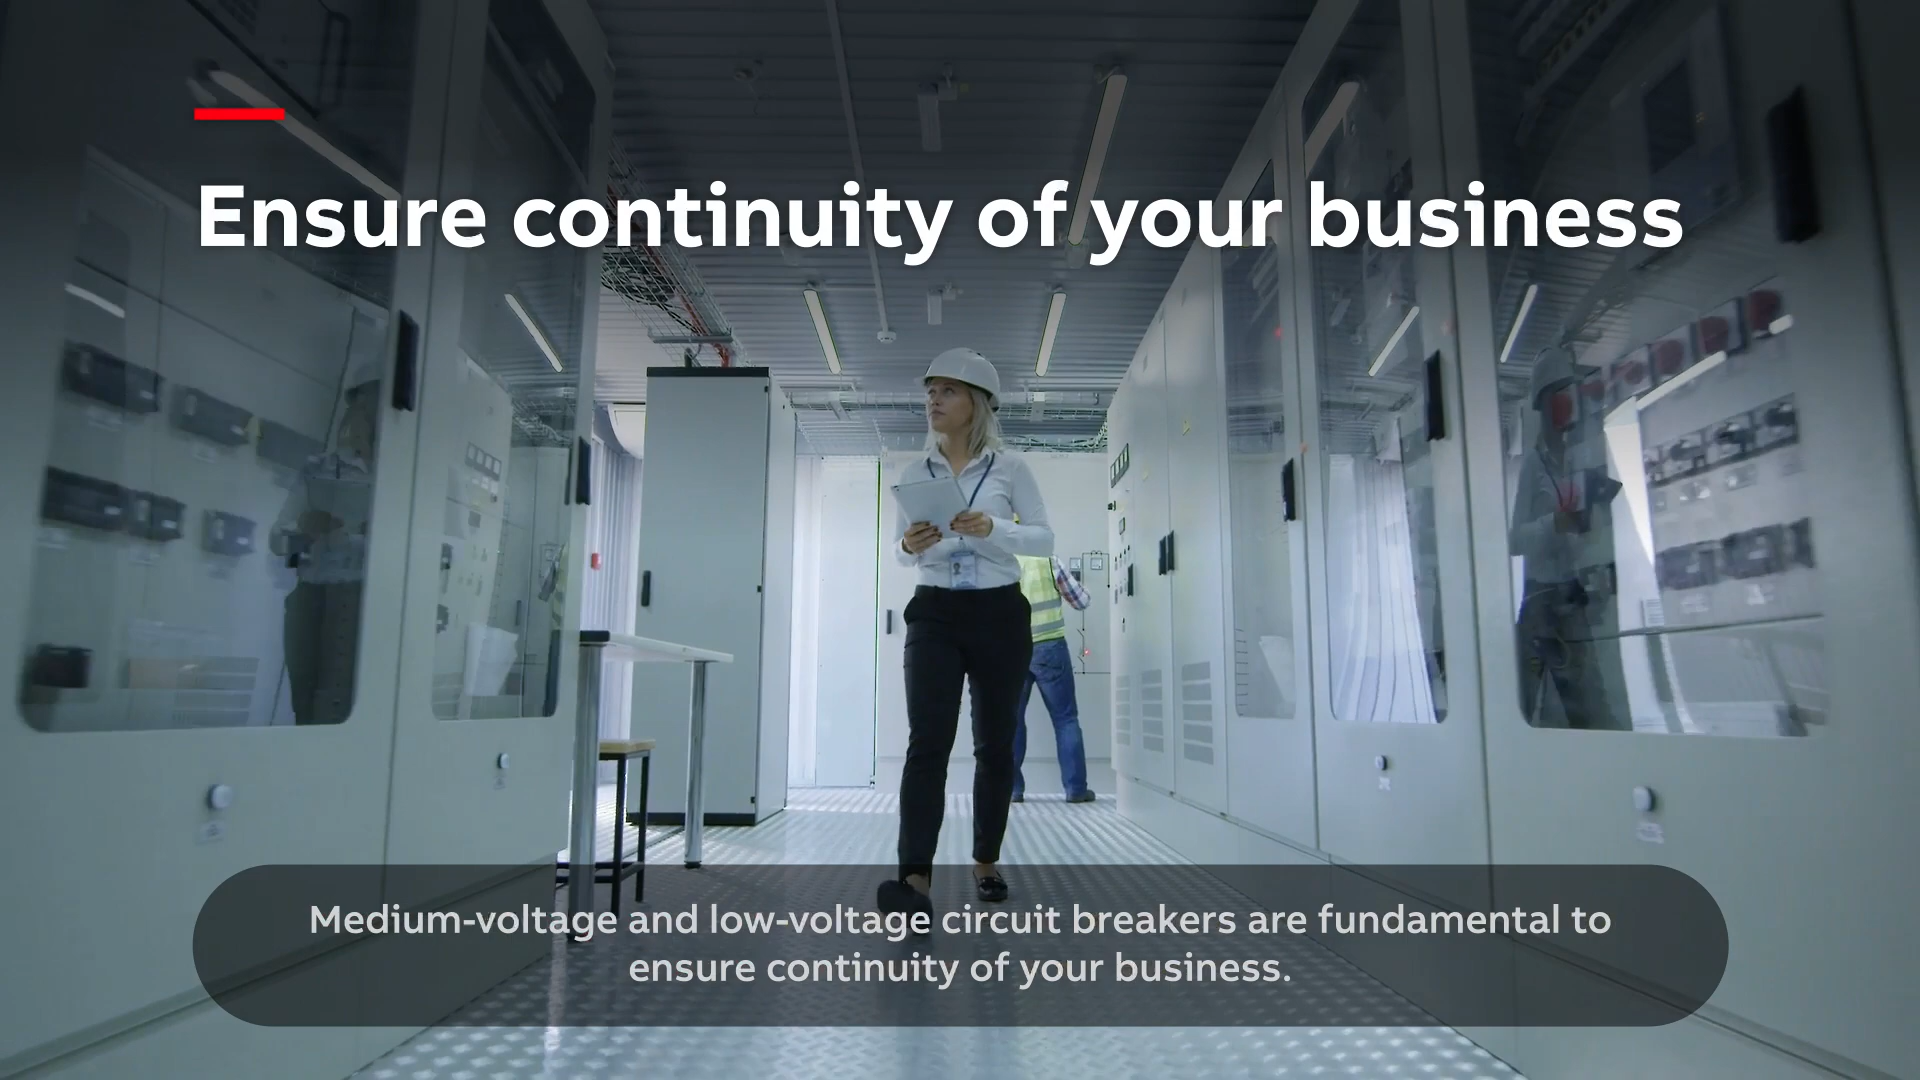 Ensure continuity of your business
Medium-voltage and low-voltage circuit breakers are fundamental to
ensure continuity of your business.